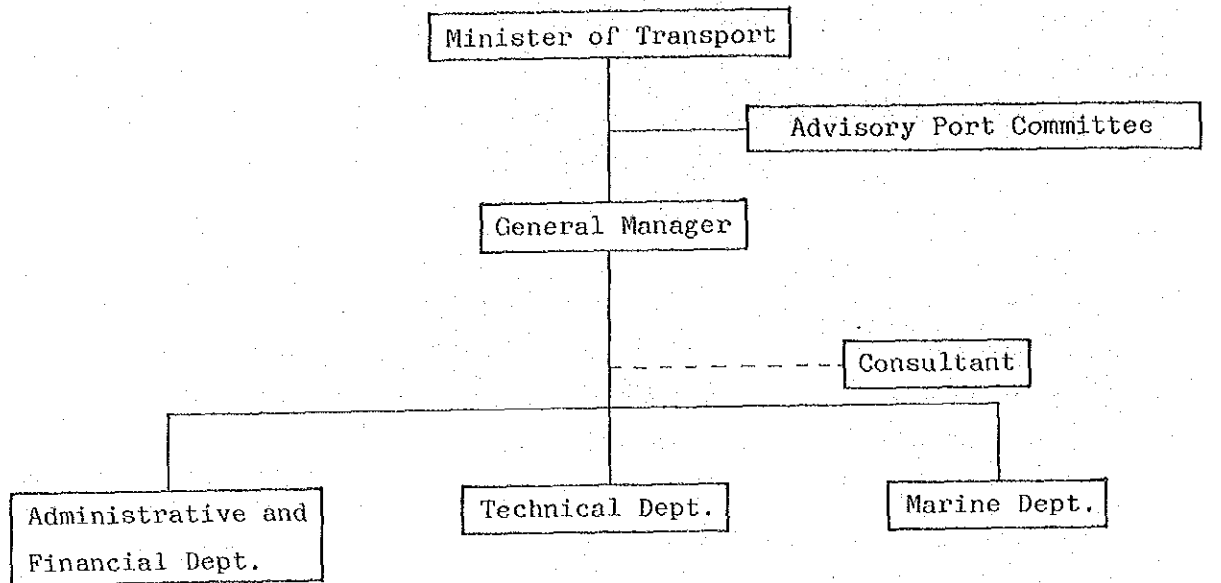 Minister of Transport
Advisory Port Committee
General Manager
Consultant
Administrative and
Financial Dept.
Technical Dept.
Marine Dept.